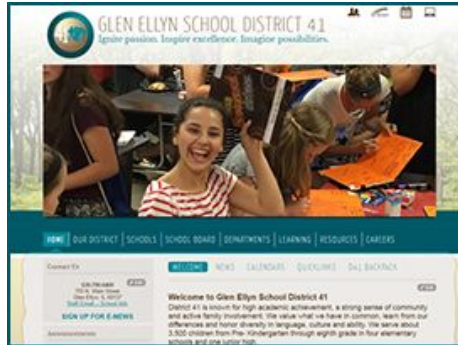 GLEN ELLYN SCHOOL DISTRICT 41
Ignite passion. Inspire excellence. Imagine possibilities.
HOME OUR DISTRICT SCHOOLS SCHOOL BOARD DEPARTMENTS LEARNING RESOURCES CAREERS
Contact Us
WELCOME NEWS CALENDARS QUICKLINKS D41 BACKPACK
SIGN UP FOR E-NEWS
Welcome to Glen Ellyn School District 41
District 41 is known for high academic achievement, a strong sense of community
and active family involvement. We value what we have in common, learn from our
differences and honor diversity in language, culture and ability. We serve about
3,500 children from Pre- Kindergarten through eighth grade in four elementary
schools and one junior high.
Announcements